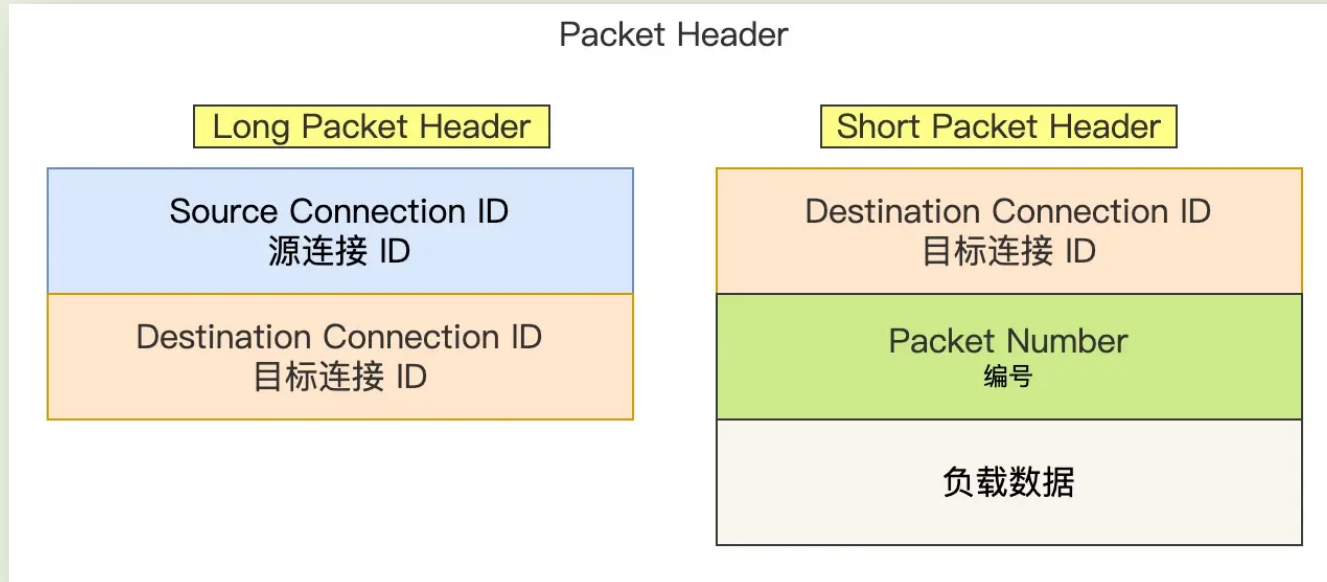 Packet Header
Long Packet Header
Source Connection ID
源连接 ID
Destination Connection ID
目标连接 ID
Short Packet Header
Destination Connection ID
目标连接 ID
Packet Number
编号
负载数据